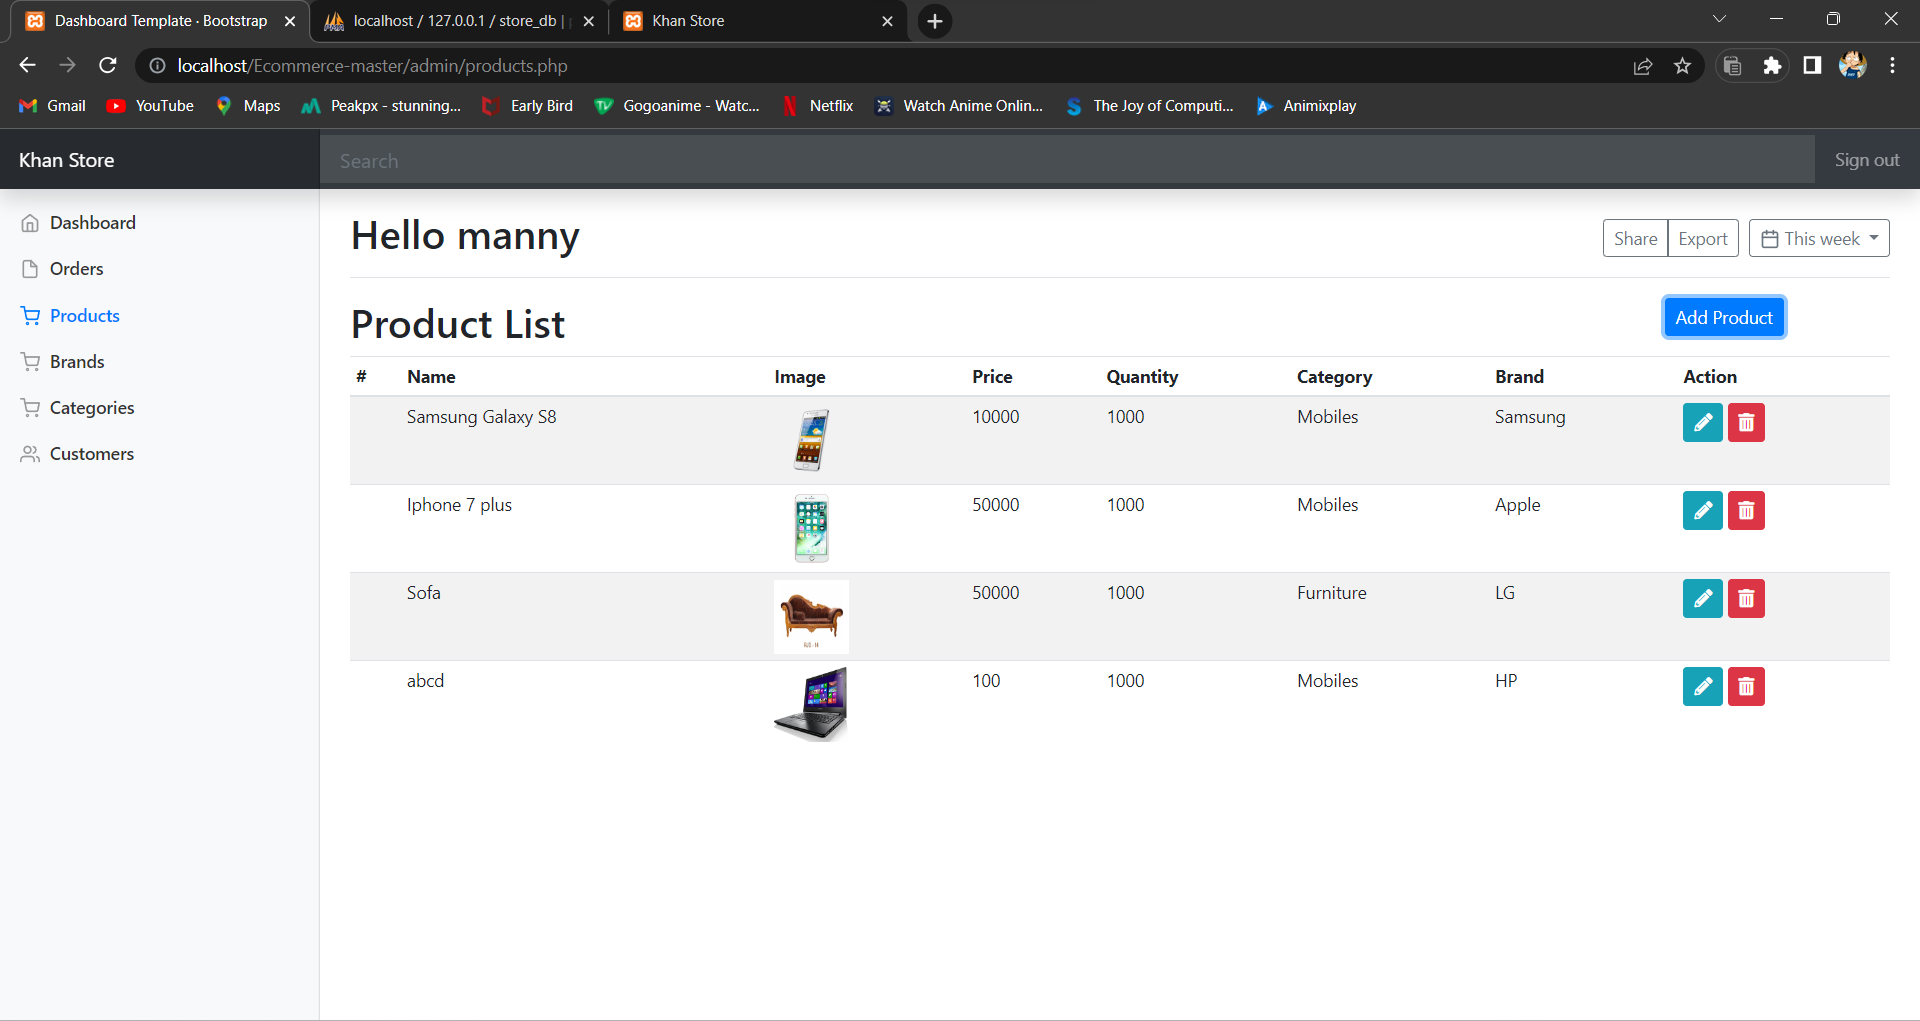 Dashboard Template · Bootstrap
localhost / 127.0.0.1 / store_db |
Khan Store
localhost/Ecommerce-master/admin/products.php
Gmail YouTube Maps Peakpx - stunning... Early Bird Gogoanime - Watc... Netflix Watch Anime Onlin... The Joy of Computi... Animixplay
Khan Store
Search
Sign out
Dashboard
Orders
Products
Brands
Categories
Customers
Hello manny
Share Export This week
Product List
Add Product
# Name Image Price Quantity Category Brand Action
Samsung Galaxy S8 10000 1000 Mobiles Samsung
Iphone 7 plus 50000 1000 Mobiles Apple
Sofa 50000 1000 Furniture LG
abcd 100 1000 Mobiles HP